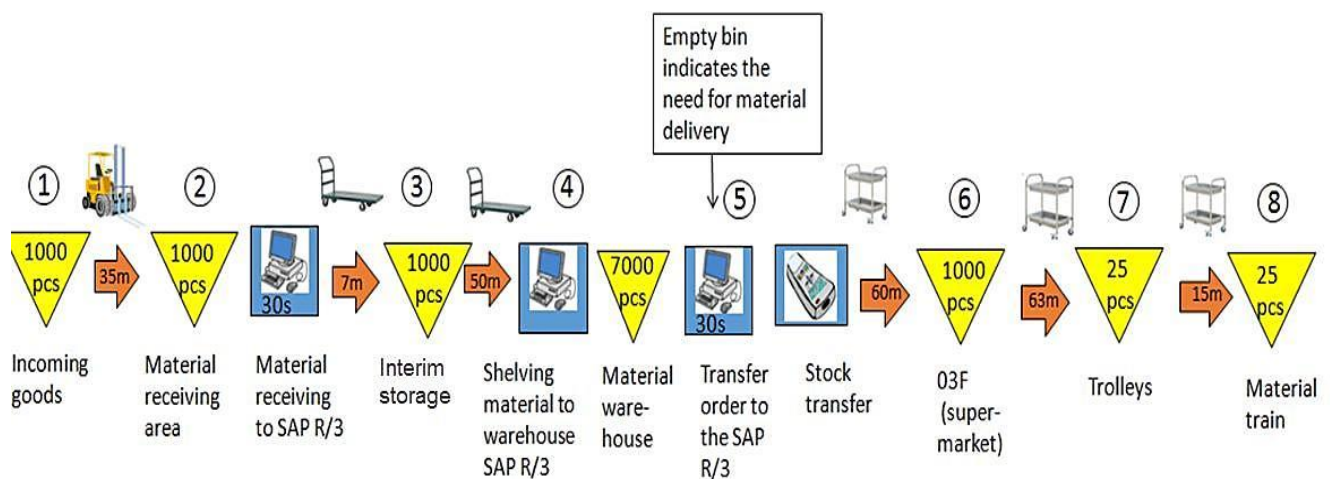 Empty bin
indicates the
need for material
delivery
1
2
3
4
5
6
7
8
1000
pcs
35m
1000
pcs
30s
7m
1000
pcs
50m
7000
pcs
30s
60m
1000
pcs
63m
25
pcs
15m
25
pcs
Incoming
goods
Material
receiving
area
Material
receiving
to SAP R/3
Interim
storage
Shelving
material to
warehouse
SAP R/3
Material
ware-
house
Transfer
order to
the SAP
R/3
Stock
transfer
03F
(super-
market)
Trolleys
Material
train